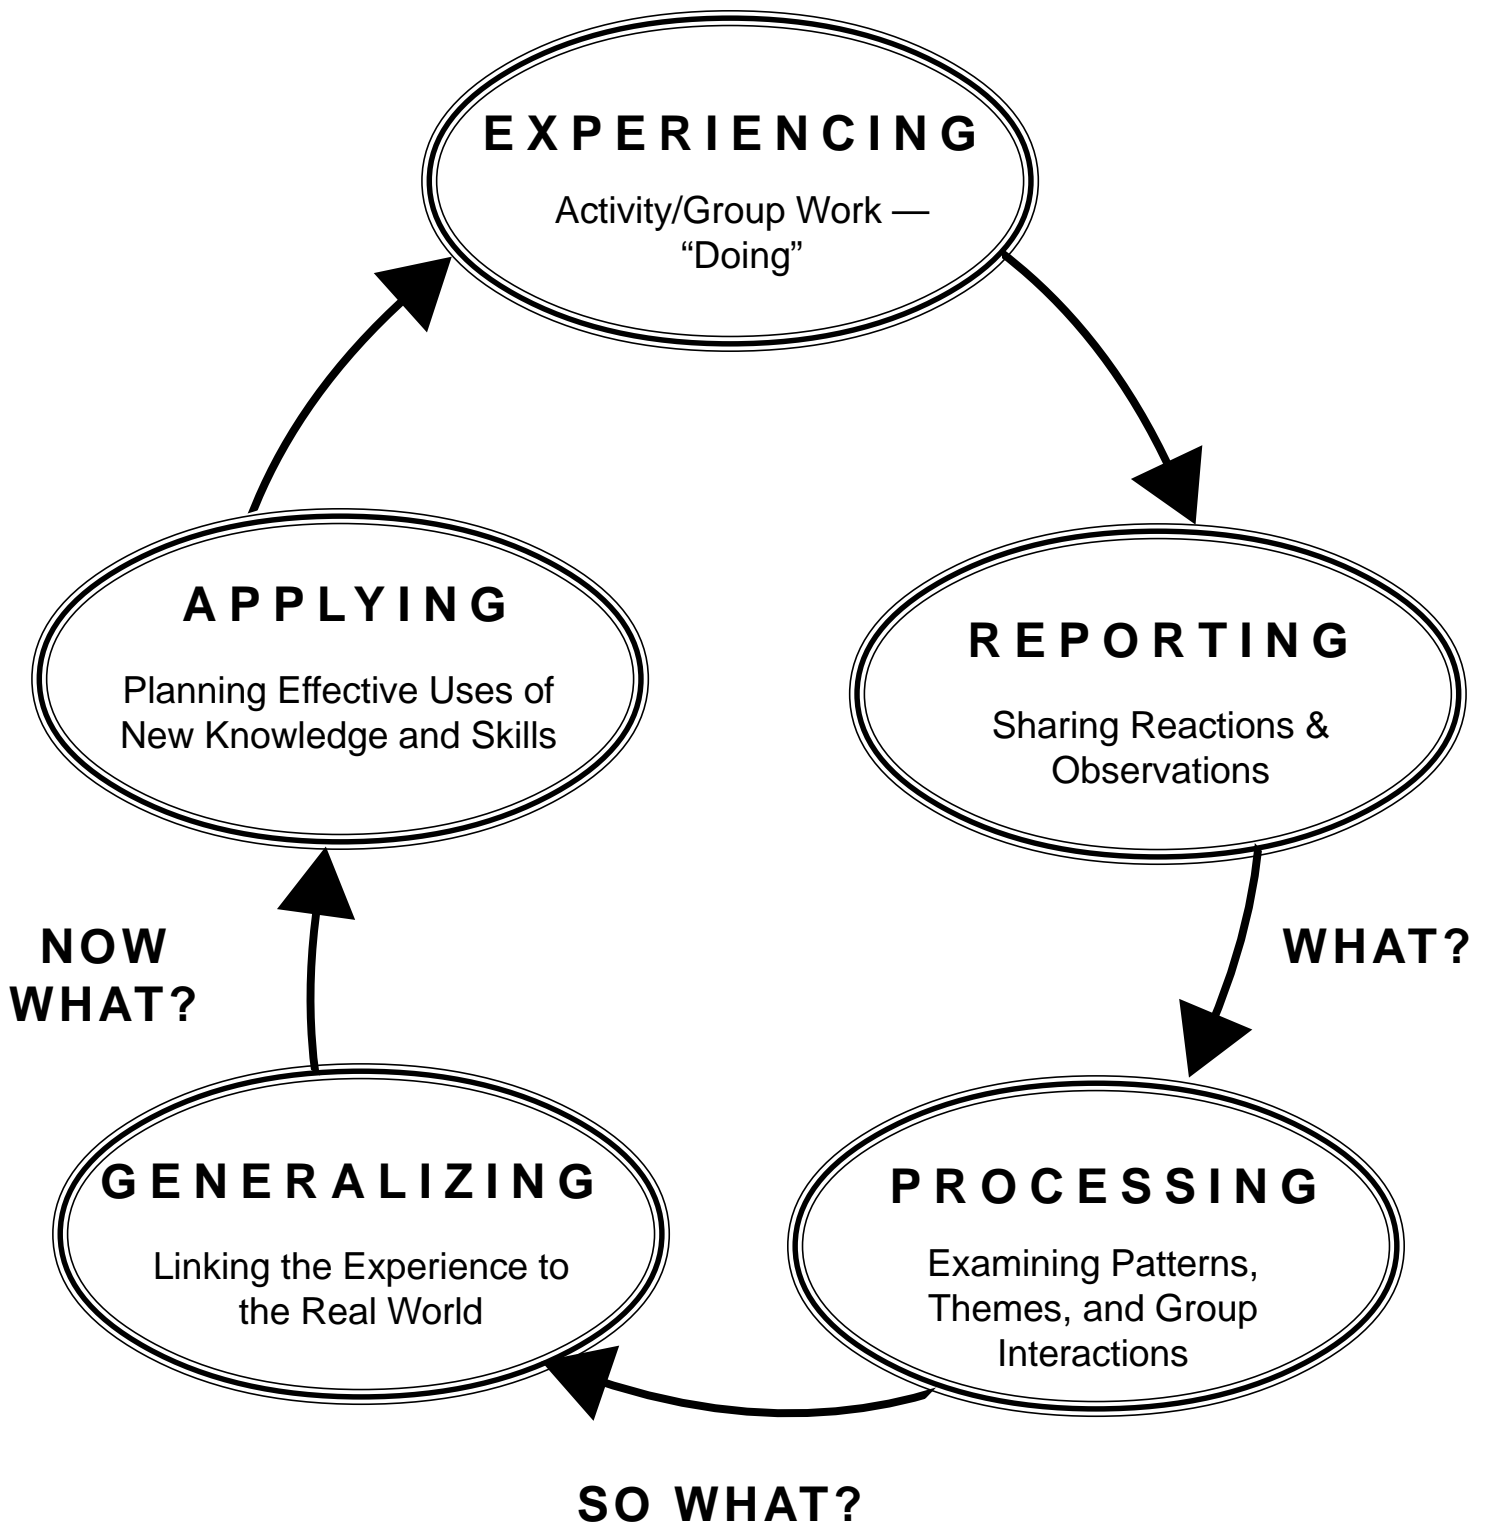 EXPERIENCING
Activity/Group Work —
“Doing”
APPLYING
Planning Effective Uses of
New Knowledge and Skills
REPORTING
Sharing Reactions &
Observations
NOW
WHAT?
WHAT?
GENERALIZING
Linking the Experience to
the Real World
PROCESSING
Examining Patterns,
Themes, and Group
Interactions
SO WHAT?